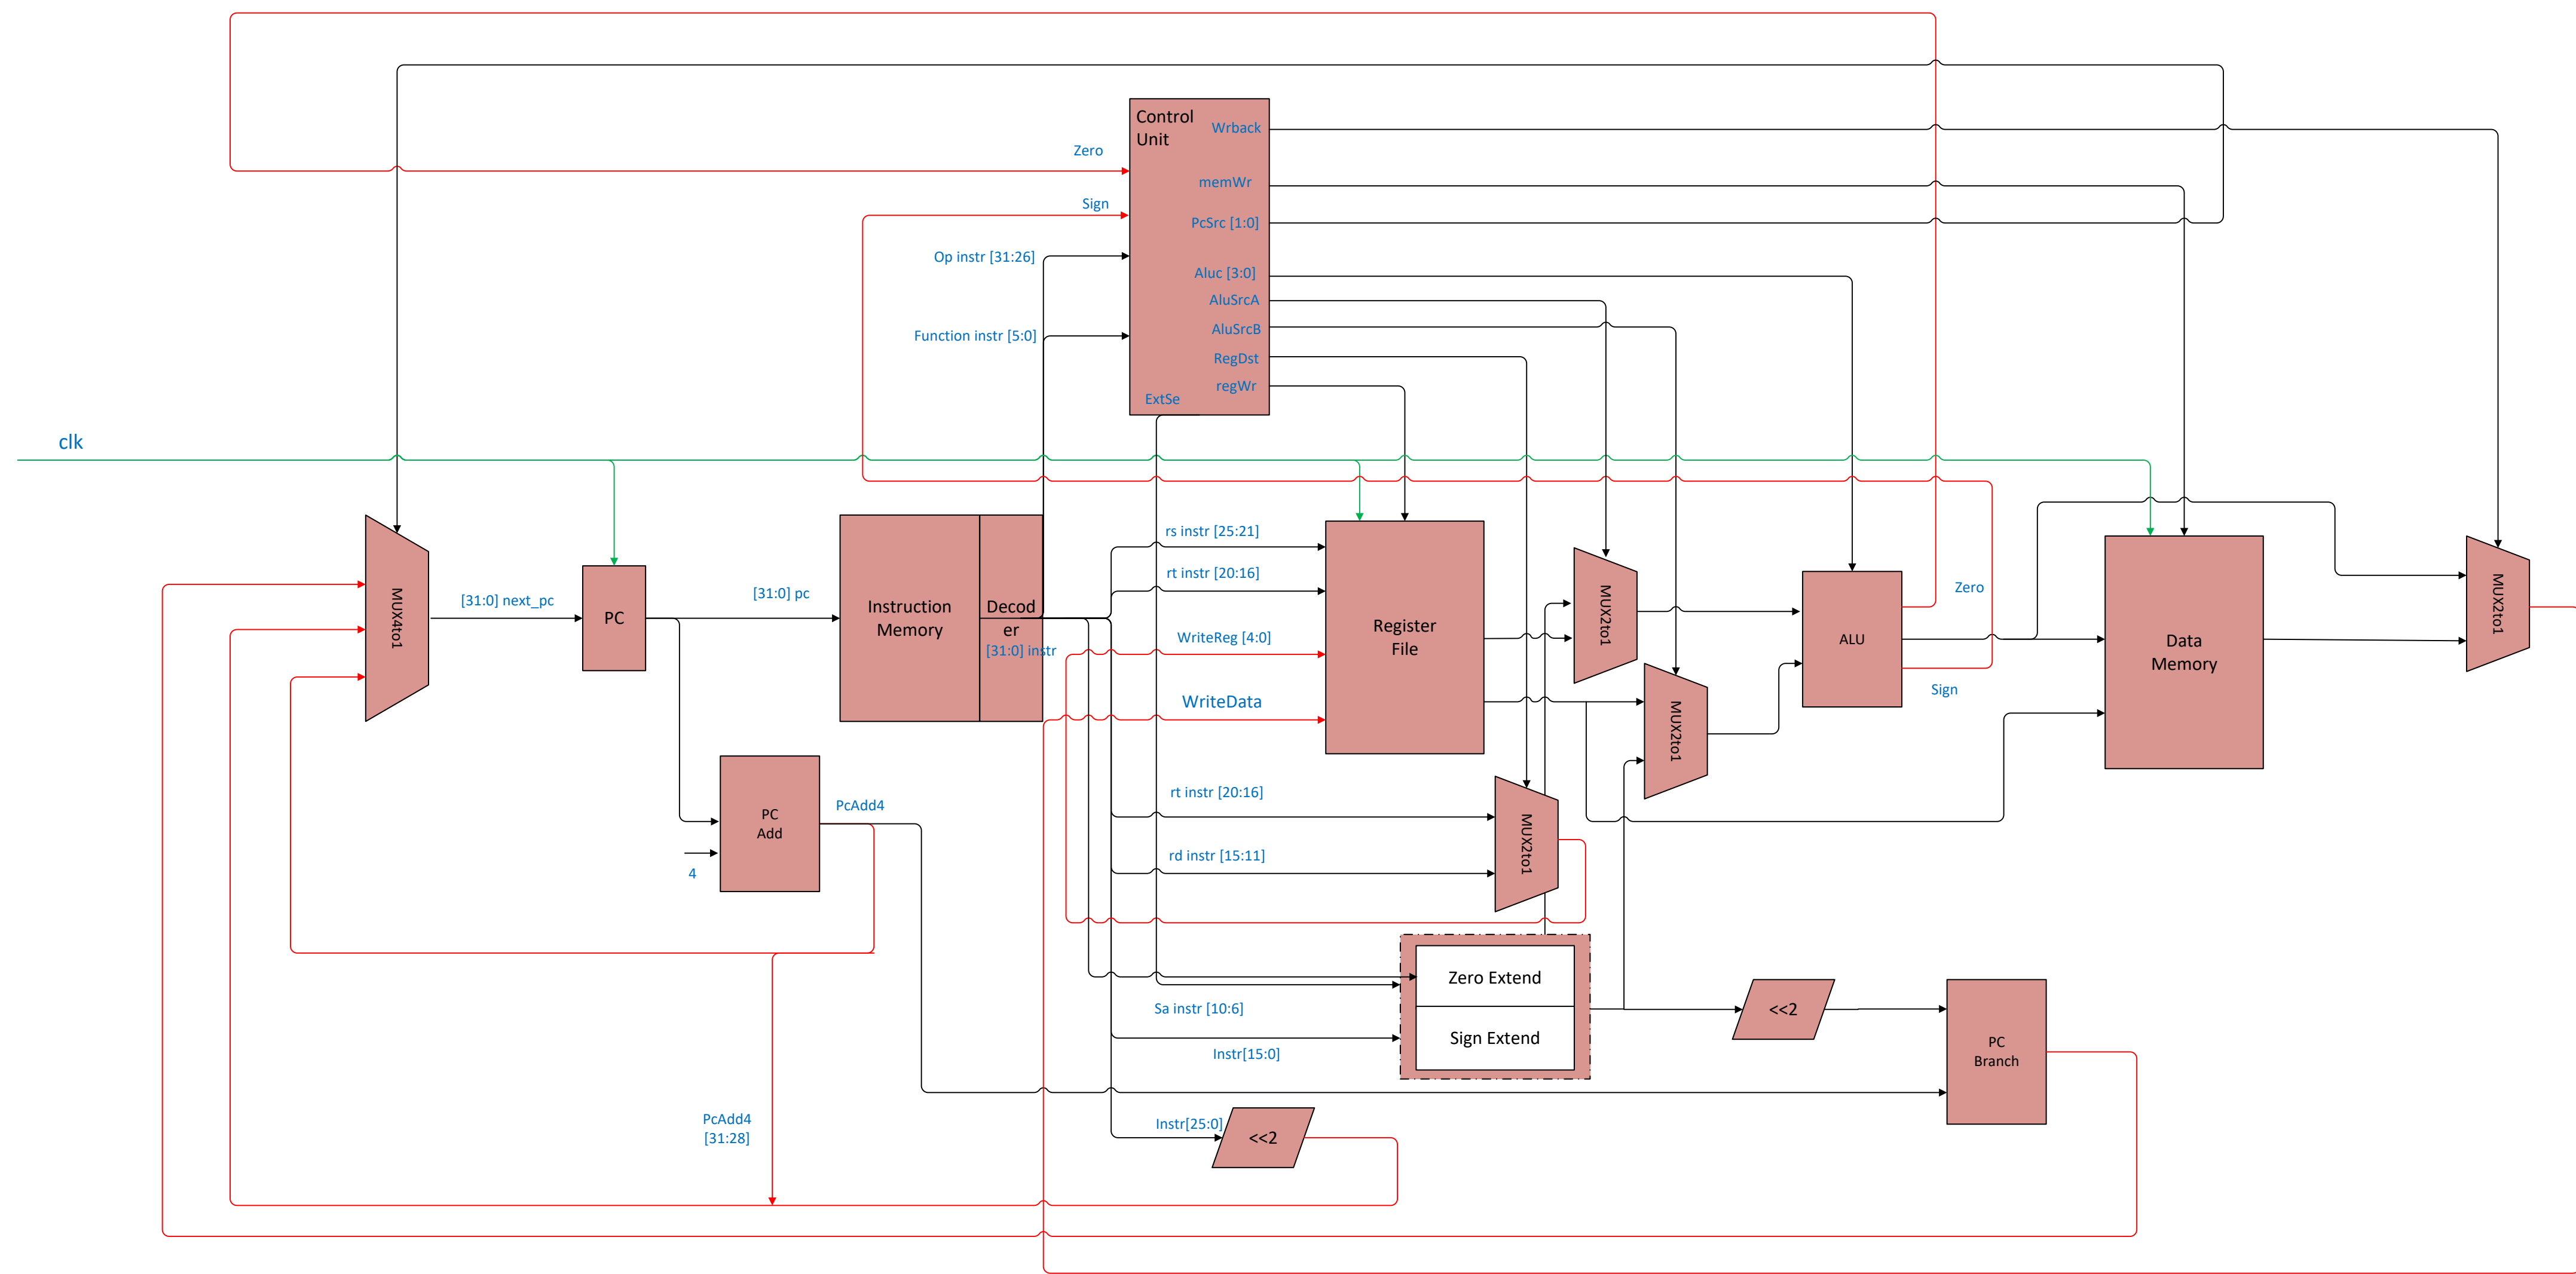 Control
Unit
Wrback
Zero
memWr
Sign
PcSrc [1:0]
Op instr [31:26]
Aluc [3:0]
AluSrcA
Function instr [5:0]
AluSrcB
RegDst
regWr
ExtSe
clk
rs instr [25:21]
rt instr [20:16]
MUX4to1
[31:0] next_pc
PC
[31:0] pc
Instruction
Memory
Decod
er
[31:0] instr
WriteReg [4:0]
WriteData
Register
File
MUX2to1
MUX2to1
ALU
Zero
Sign
Data
Memory
MUX2to1
PC
Add
PcAdd4
4
rt instr [20:16]
rd instr [15:11]
MUX2to1
Zero Extend
Sign Extend
Sa instr [10:6]
Instr[15:0]
<<2
PC
Branch
PcAdd4
[31:28]
Instr[25:0]
<<2